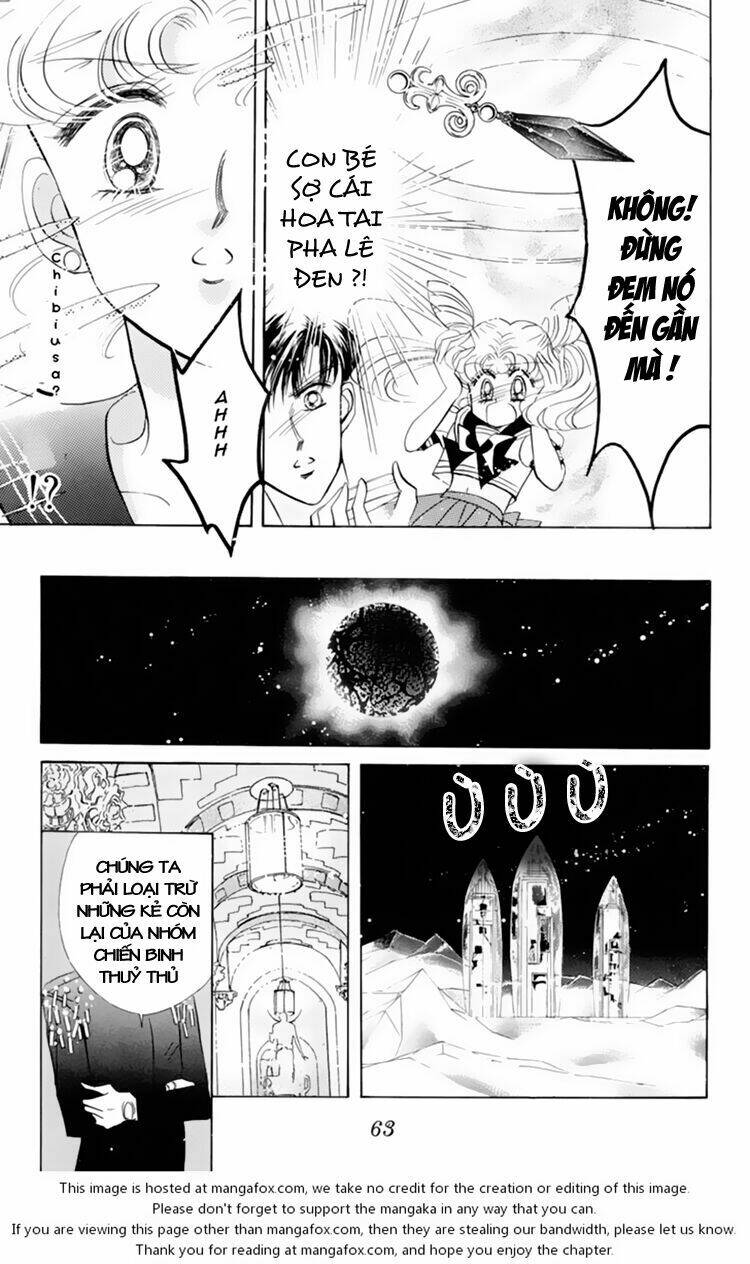 KHÔNG!
ĐỪNG
ĐEM NÓ
ĐẾN GẦN
MÀ!
CON BÉ
SỢ CÁI
HOA TAI
PHA LÊ
ĐEN ?!
Chibiusa?
AHHH
!?
Ù Ù Ù
CHÚNG TA
PHẢI LOẠI TRỪ
NHỮNG KẺ CÒN
LẠI CỦA NHÓM
CHIẾN BINH
THUỶ THỦ
63
This image is hosted at mangafox.com, we take no credit for the creation or editing of this image.
Please don't forget to support the mangaka in any way that you can.
If you are viewing this page other than mangafox.com, then they are stealing our bandwidth, please let us know.
Thank you for reading at mangafox.com, and hope you enjoy the chapter.